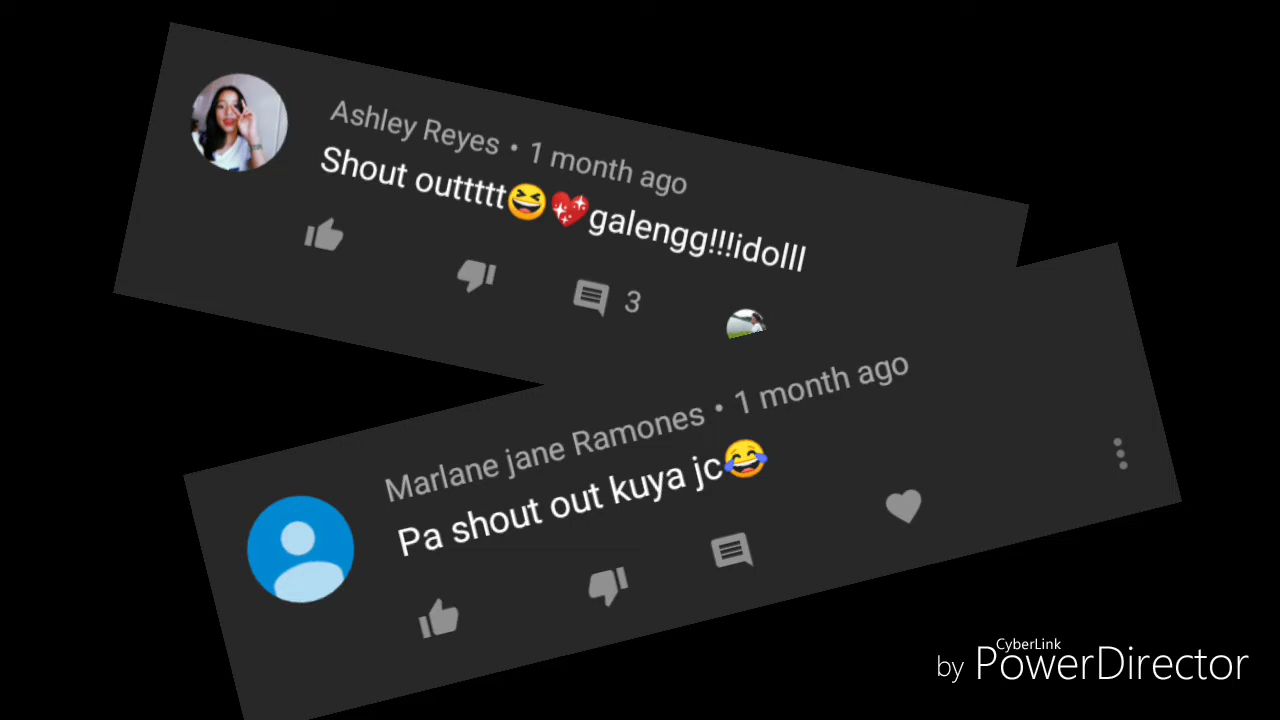 Ashley Reyes • 1 month ago
Shout outtttt😆💖galengg!!!idolll
3
Marlane jane Ramones • 1 month ago
Pa shout out kuya jc😂
CyberLink
by PowerDirector